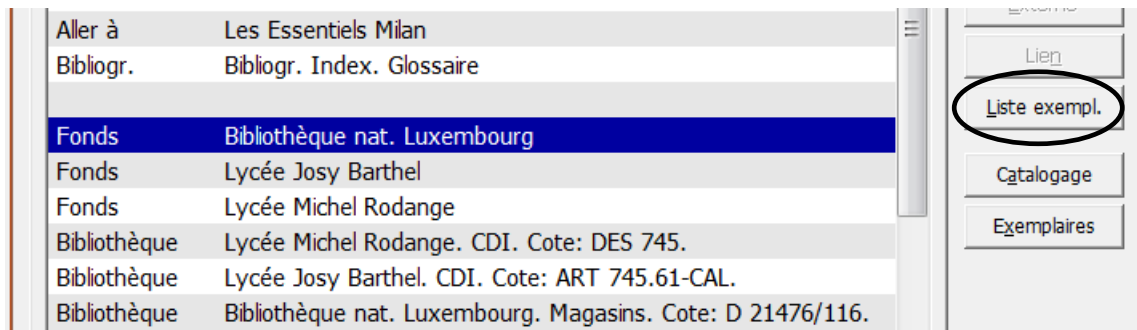 Aller à Les Essentiels Milan
Bibliogr. Bibliogr. Index. Glossaire
Fonds Bibliothèque nat. Luxembourg
Fonds Lycée Josy Barthel
Fonds Lycée Michel Rodange
Bibliothèque Lycée Michel Rodange. CDI. Cote: DES 745.
Bibliothèque Lycée Josy Barthel. CDI. Cote: ART 745.61-CAL.
Bibliothèque Bibliothèque nat. Luxembourg. Magasins. Cote: D 21476/116.
Lien
Liste exempl.
Catalogage
Exemplaires